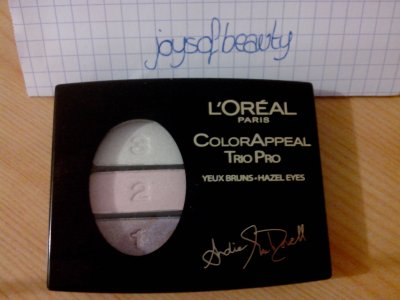 joysofbeauty
L'ORÉAL
PARIS
COLORAPPEAL
TRIO PRO
YEUX BRUNS•HAZEL EYES
3
2
1